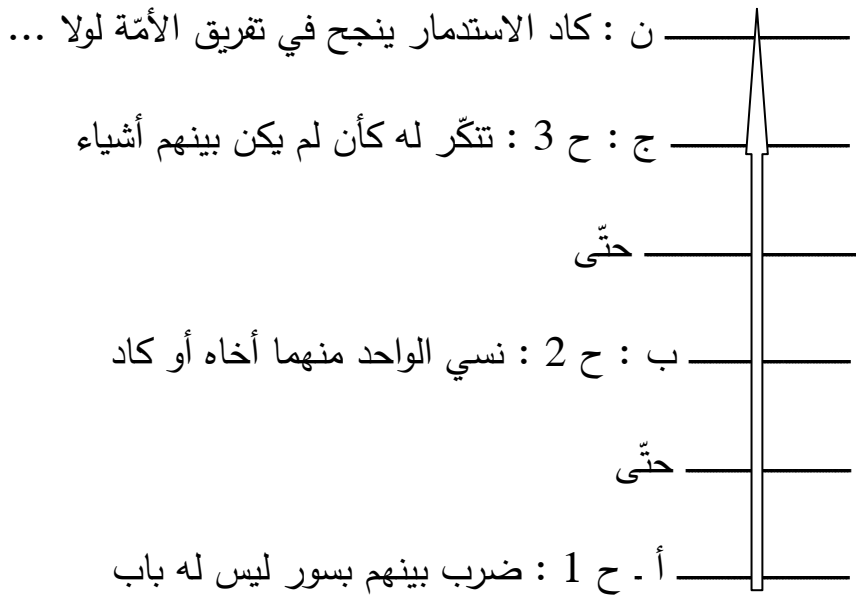 ن : كاد الاستدمار ينجح في تفريق الأمّة لولا ...
ج : ح 3 : تتكّر له كأن لم يكن بينهم أشياء
حتّى
ب : ح 2 : نسي الواحد منهما أخاه أو كاد
حتّى
أ ـ ح 1 : ضرب بينهم بسور ليس له باب